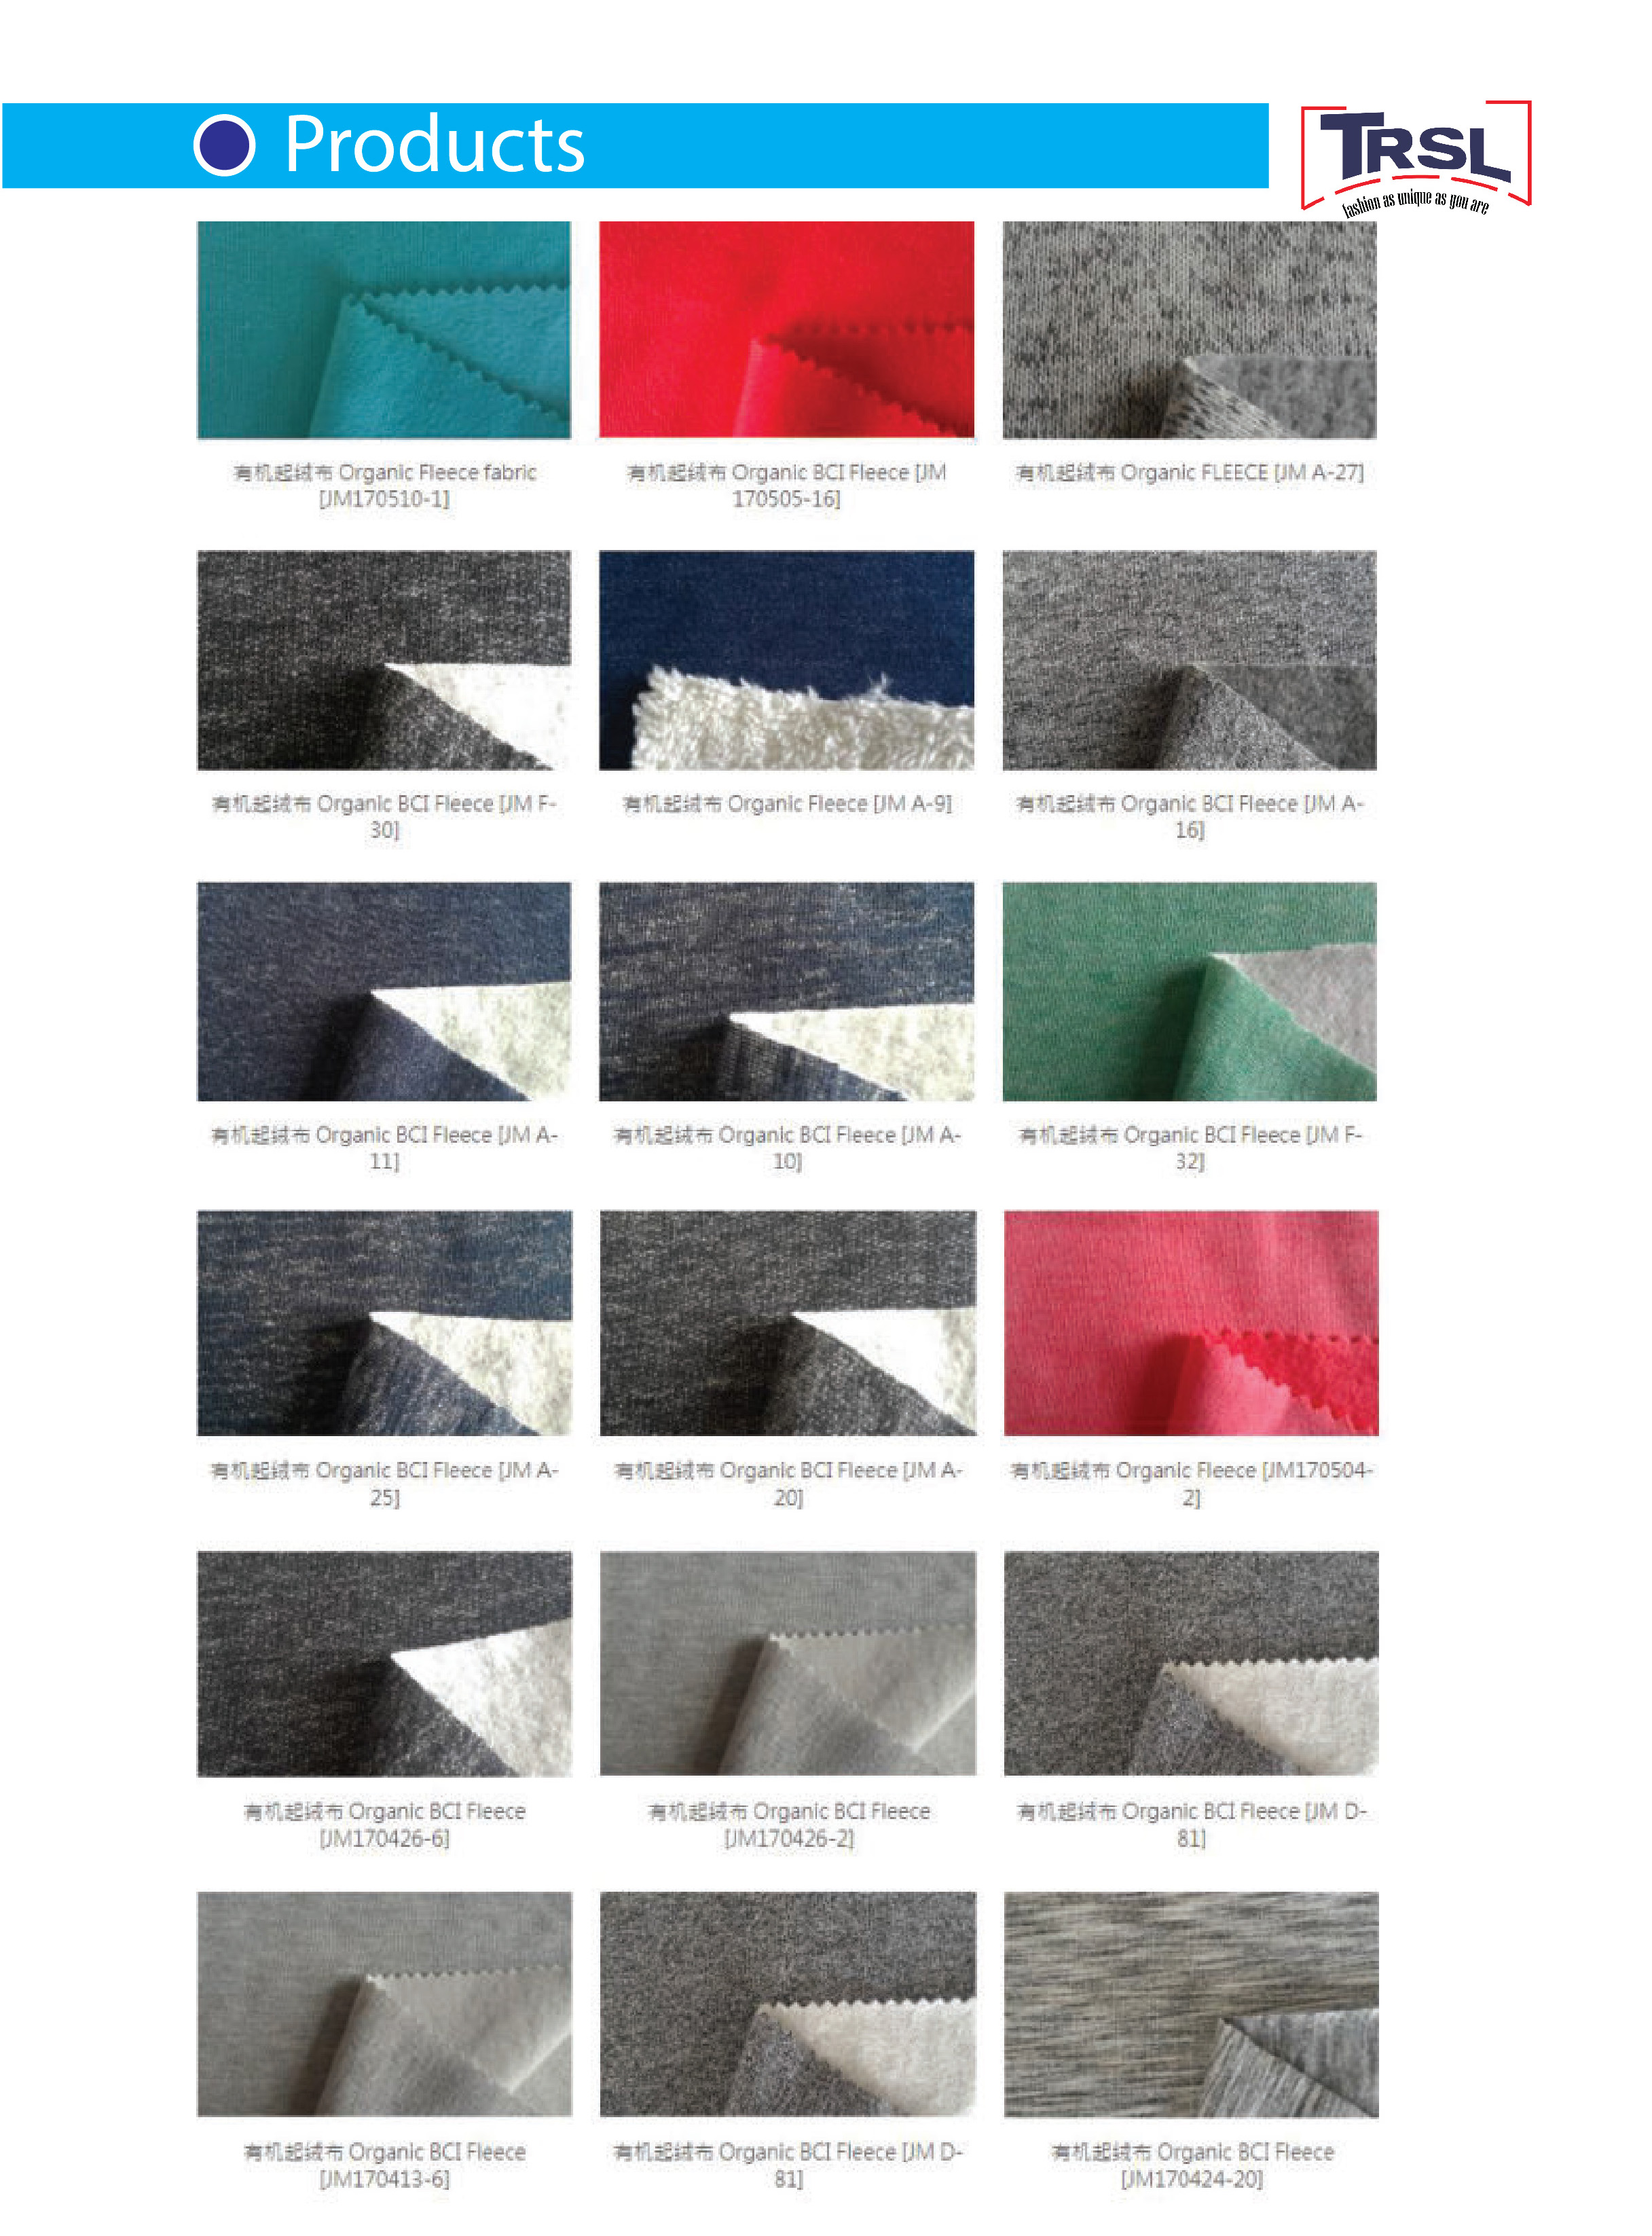 Products
TRSL
fashion as unique as you are
有机起绒布 Organic Fleece fabric
[JM170510-1]
有机起绒布 Organic BCI Fleece [JM
170505-16]
有机起绒布 Organic FLEECE [JM A-27]
有机起绒布 Organic BCI Fleece [JM F-
30]
有机起绒布 Organic Fleece [JM A-9]
有机起绒布 Organic BCI Fleece [JM A-
16]
有机起绒布 Organic BCI Fleece [JM A-
11]
有机起绒布 Organic BCI Fleece [JM A-
10]
有机起绒布 Organic BCI Fleece [JM F-
32]
有机起绒布 Organic BCI Fleece [JM A-
25]
有机起绒布 Organic BCI Fleece [JM A-
20]
有机起绒布 Organic Fleece [JM170504-
2]
有机起绒布 Organic BCI Fleece
[JM170426-6]
有机起绒布 Organic BCI Fleece
[JM170426-2]
有机起绒布 Organic BCI Fleece [JM D-
81]
有机起绒布 Organic BCI Fleece
[JM170413-6]
有机起绒布 Organic BCI Fleece [JM D-
81]
有机起绒布 Organic BCI Fleece
[JM170424-20]